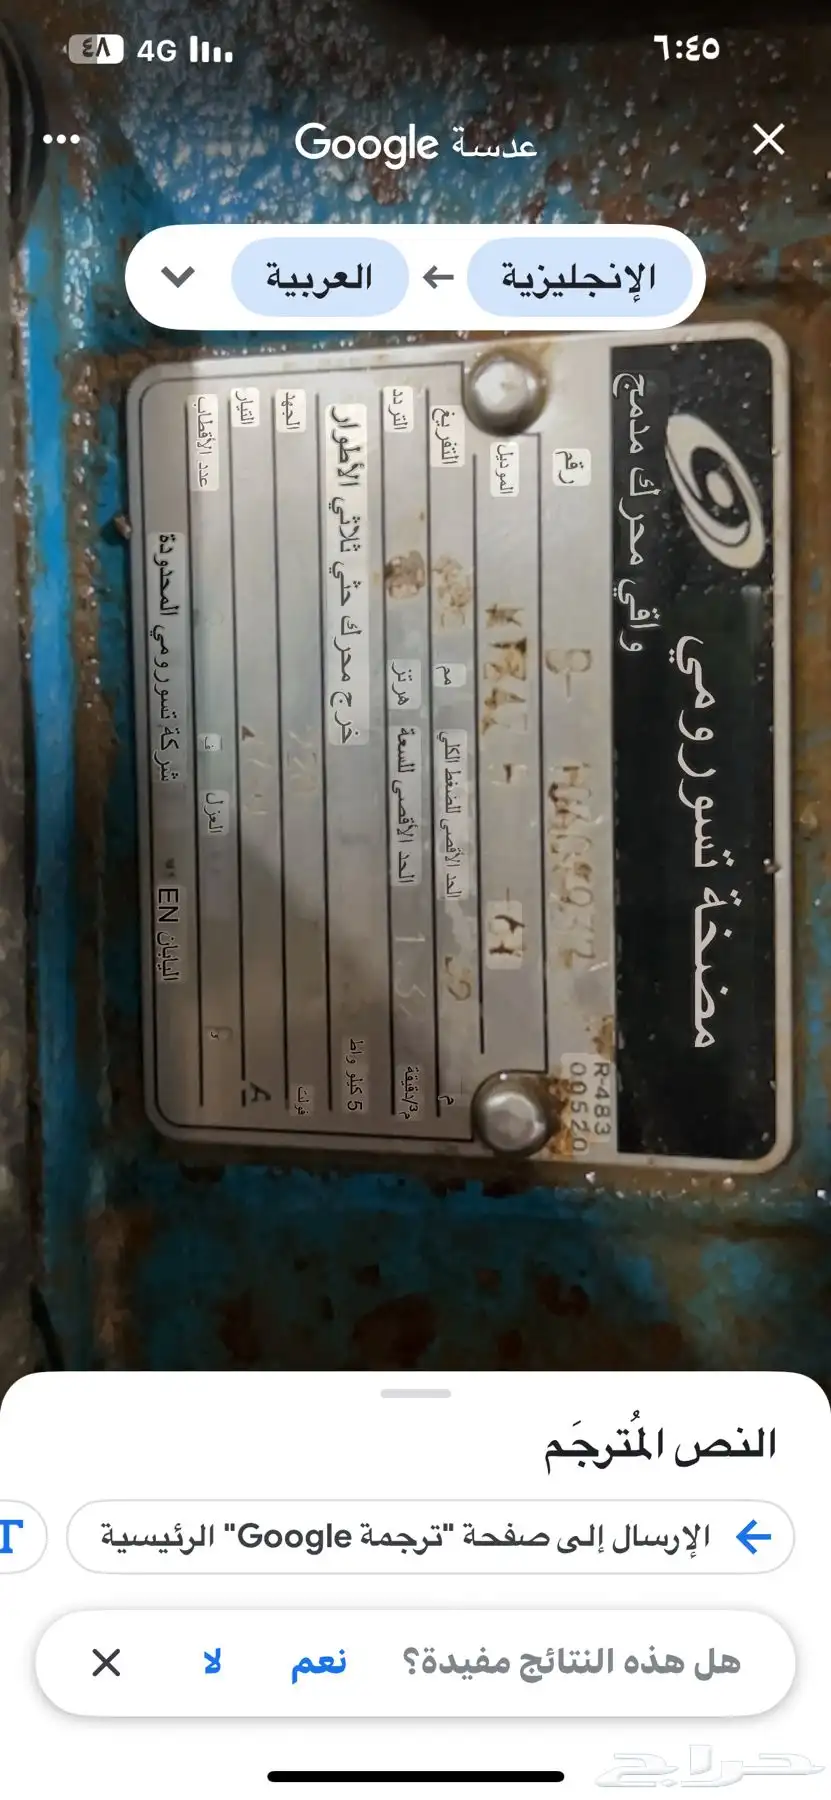 ٦:٤٥
4G
٤٨
عدسة Google
الإنجليزية
العربية
مضخة تسورومي
واقي محرك مدمج
R-483
00520
رقم
الموديل
التفريغ
مم
الحد الأقصى للضغط الكلي
م
التردد
هرتز
الحد الأقصى للسعة
م³/دقيقة
خرج محرك حثي ثلاثي الأطوار
5 كيلو واط
الجهد
فولت
التيار
A
عدد الأقطاب
ف
العزل
شركة تسورومي المحدودة
اليابان EN
النص المُترجَم
الإرسال إلى صفحة "ترجمة Google" الرئيسية
هل هذه النتائج مفيدة؟
نعم
لا
حراج